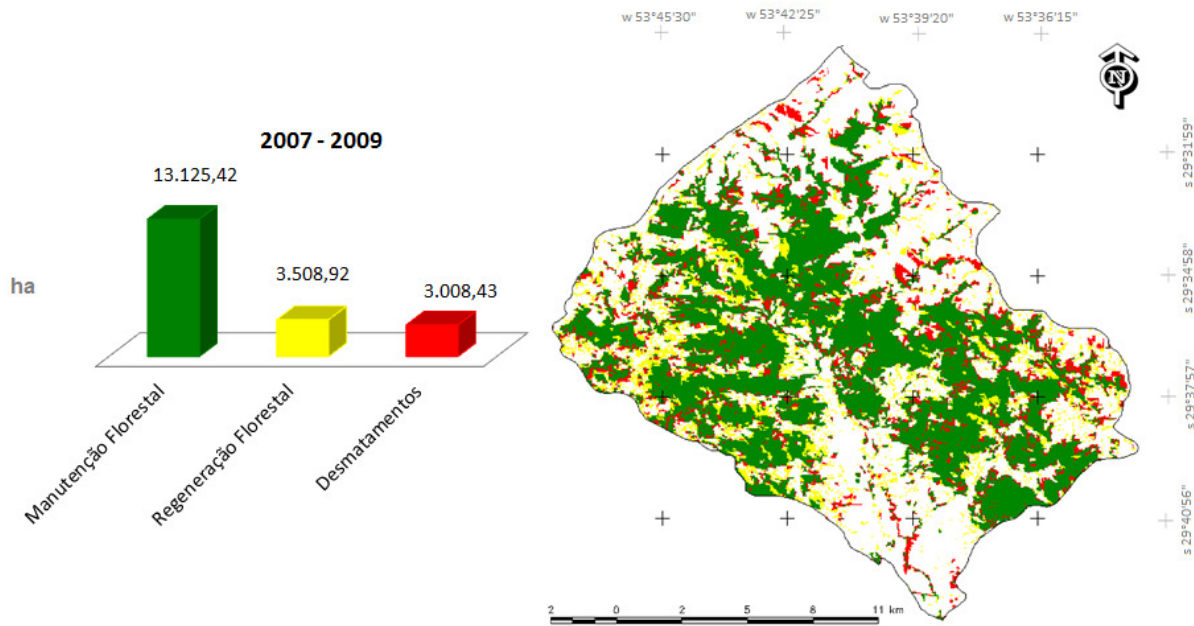 2007 - 2009
13.125,42
3.508,92
3.008,43
ha
Manutenção Florestal
Regeneração Florestal
Desmatamentos
w 53°45'30" w 53°42'25" w 53°39'20" w 53°36'15"
N
s 29°31'59"
s 29°34'58"
s 29°37'57"
s 29°40'56"
2 0 2 5 8 11 km